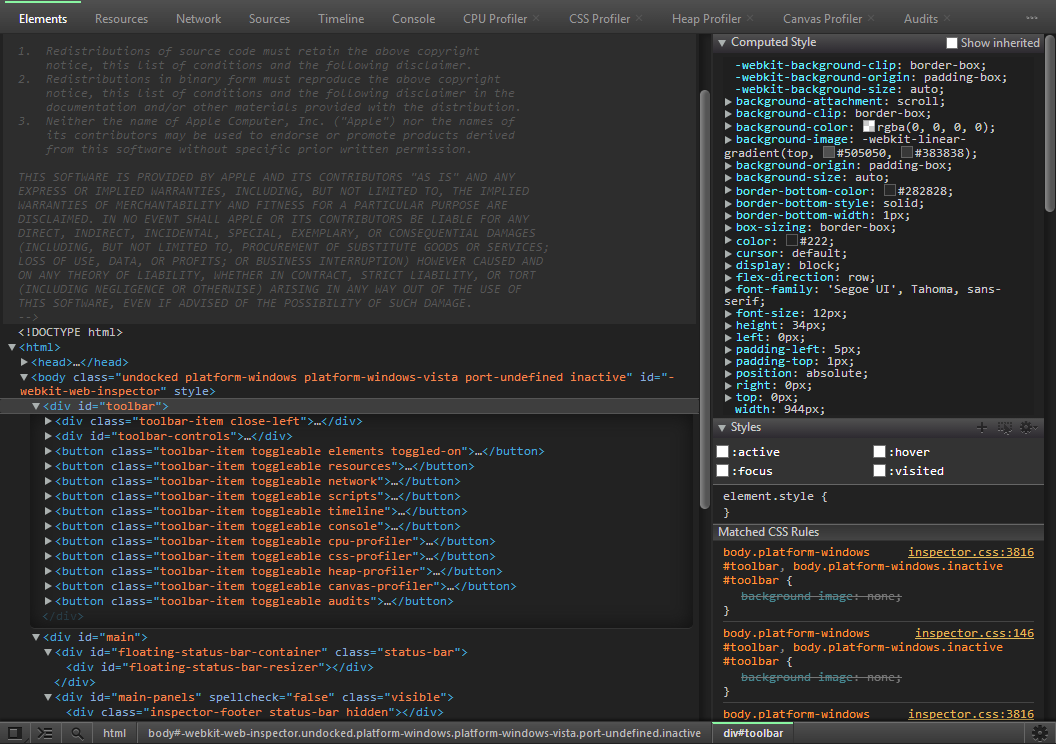 Elements Resources Network Sources Timeline Console CPU Profiler × CSS Profiler × Heap Profiler × Canvas Profiler × Audits × ...
1. Redistributions of source code must retain the above copyright
notice, this list of conditions and the following disclaimer.
2. Redistributions in binary form must reproduce the above copyright
notice, this list of conditions and the following disclaimer in the
documentation and/or other materials provided with the distribution.
3. Neither the name of Apple Computer, Inc. ("Apple") nor the names of
its contributors may be used to endorse or promote products derived
from this software without specific prior written permission.
THIS SOFTWARE IS PROVIDED BY APPLE AND ITS CONTRIBUTORS "AS IS" AND ANY
EXPRESS OR IMPLIED WARRANTIES, INCLUDING, BUT NOT LIMITED TO, THE IMPLIED
WARRANTIES OF MERCHANTABILITY AND FITNESS FOR A PARTICULAR PURPOSE ARE
DISCLAIMED. IN NO EVENT SHALL APPLE OR ITS CONTRIBUTORS BE LIABLE FOR ANY
DIRECT, INDIRECT, INCIDENTAL, SPECIAL, EXEMPLARY, OR CONSEQUENTIAL DAMAGES
(INCLUDING, BUT NOT LIMITED TO, PROCUREMENT OF SUBSTITUTE GOODS OR SERVICES;
LOSS OF USE, DATA, OR PROFITS; OR BUSINESS INTERRUPTION) HOWEVER CAUSED AND
ON ANY THEORY OF LIABILITY, WHETHER IN CONTRACT, STRICT LIABILITY, OR TORT
(INCLUDING NEGLIGENCE OR OTHERWISE) ARISING IN ANY WAY OUT OF THE USE OF
THIS SOFTWARE, EVEN IF ADVISED OF THE POSSIBILITY OF SUCH DAMAGE.
-->
<!DOCTYPE html>
<html>
<head>…</head>
<body class="undocked platform-windows platform-windows-vista port-undefined inactive" id="-
webkit-web-inspector" style>
<div id="toolbar">
<div class="toolbar-item close-left">…</div>
<div id="toolbar-controls">…</div>
<button class="toolbar-item toggleable elements toggled-on">…</button>
<button class="toolbar-item toggleable resources">…</button>
<button class="toolbar-item toggleable network">…</button>
<button class="toolbar-item toggleable scripts">…</button>
<button class="toolbar-item toggleable timeline">…</button>
<button class="toolbar-item toggleable console">…</button>
<button class="toolbar-item toggleable cpu-profiler">…</button>
<button class="toolbar-item toggleable css-profiler">…</button>
<button class="toolbar-item toggleable heap-profiler">…</button>
<button class="toolbar-item toggleable canvas-profiler">…</button>
<button class="toolbar-item toggleable audits">…</button>
</div>
<div id="main">
<div id="floating-status-bar-container" class="status-bar">
<div id="floating-status-bar-resizer"></div>
</div>
<div id="main-panels" spellcheck="false" class="visible">
<div class="inspector-footer status-bar hidden"></div>
Computed Style Show inherited
-webkit-background-clip: border-box;
-webkit-background-origin: padding-box;
-webkit-background-size: auto;
background-attachment: scroll;
background-clip: border-box;
background-color: rgba(0, 0, 0, 0);
background-image: -webkit-linear-
gradient(top, #505050, #383838);
background-origin: padding-box;
background-size: auto;
border-bottom-color: #282828;
border-bottom-style: solid;
border-bottom-width: 1px;
box-sizing: border-box;
color: #222;
cursor: default;
display: block;
flex-direction: row;
font-family: 'Segoe UI', Tahoma, sans-
serif;
font-size: 12px;
height: 34px;
left: 0px;
padding-left: 5px;
padding-top: 1px;
position: absolute;
right: 0px;
top: 0px;
width: 944px;
Styles
:active :hover
:focus :visited
element.style {
}
Matched CSS Rules
body.platform-windows inspector.css:3816
#toolbar, body.platform-windows.inactive
#toolbar {
background-image: none;
}
body.platform-windows inspector.css:146
#toolbar, body.platform-windows.inactive
#toolbar {
background-image: none;
}
body.platform-windows inspector.css:3816
html body#-webkit-web-inspector.undocked.platform-windows.platform-windows-vista.port-undefined.inactive div#toolbar